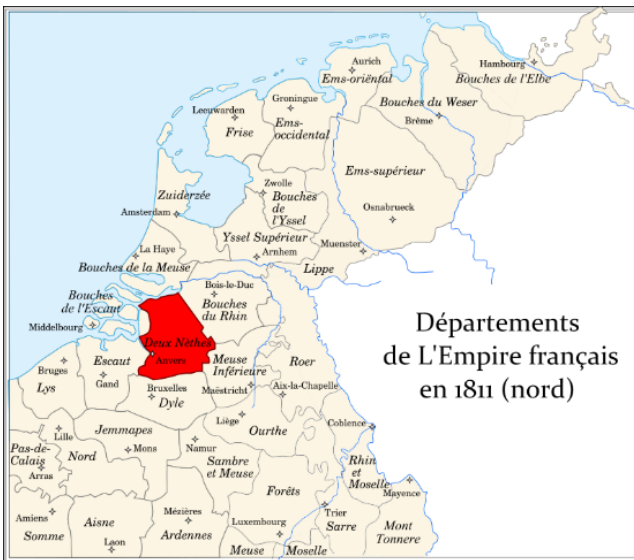 Hambourg
Bouches de l'Elbe
Aurich
Ems-oriëntal
Bouches du Weser
Brème
Leeuwarden
Frise
Groningue
Ems-
occidental
Ems-supérieur
Osnabrueck
Zuiderzée
Amsterdam
Zwolle
Bouches
de
l'Yssel
Yssel Supérieur
Arnhem
Muenster
Lippe
La Haye
Bouches de la Meuse
Bois-le-Duc
Bouches
du Rhin
Bouches
de l'Escaut
Middelbourg
Deux Nèthes
Anvers
Départements
de L'Empire français
en 1811 (nord)
Bruges
Lys
Escaut
Gand
Bruxelles
Dyle
Meuse
Inférieure
Maëstricht
Roer
Aix-la-Chapelle
Lille
Nord
Jemmapes
Mons
Liège
Ourthe
Coblence
Pas-de-
Calais
Arras
Namur
Sambre
et Meuse
Rhin
et
Moselle
Mayence
Forêts
Amiens
Somme
Aisne
Laon
Mézières
Ardennes
Luxembourg
Trier
Sarre
Mont
Tonnere
Meuse
Moselle